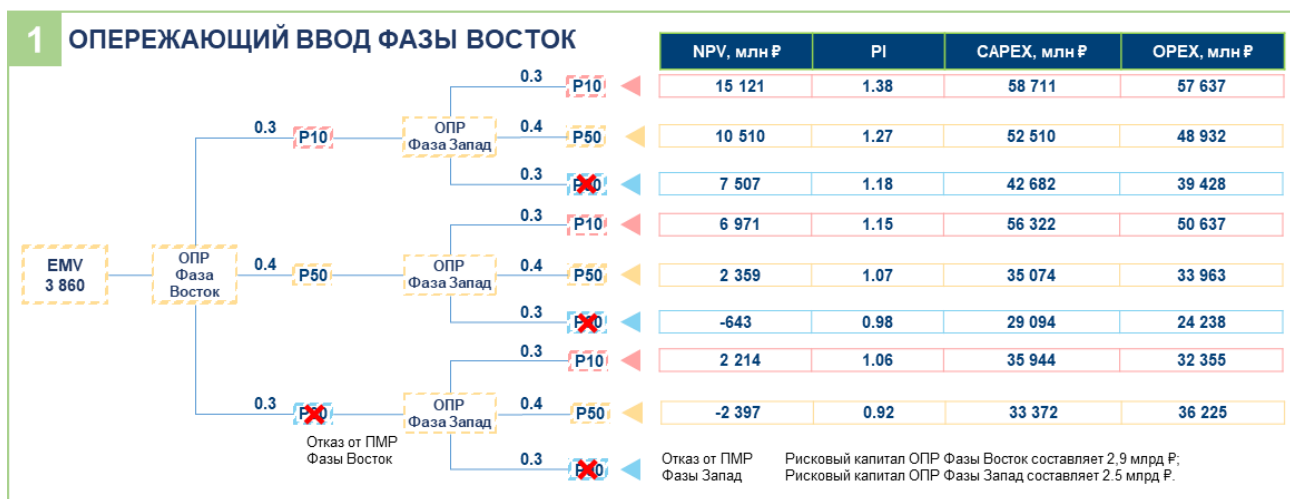 1 ОПЕРЕЖАЮЩИЙ ВВОД ФАЗЫ ВОСТОК
NPV, млн ₽ PI CAPEX, млн ₽ OPEX, млн ₽
0.3 P10 15 121 1.38 58 711 57 637
0.3 P10 ОПР
Фаза Запад 0.4 P50 10 510 1.27 52 510 48 932
0.3 7 507 1.18 42 682 39 428
0.3 P10 6 971 1.15 56 322 50 637
EMV
3 860
ОПР
Фаза
Восток
0.4 P50 ОПР
Фаза Запад 0.4 P50 2 359 1.07 35 074 33 963
0.3 -643 0.98 29 094 24 238
0.3 P10 2 214 1.06 35 944 32 355
0.3 ОПР
Фаза Запад 0.4 P50 -2 397 0.92 33 372 36 225
Отказ от ПМР
Фазы Восток
0.3
Отказ от ПМР
Фазы Запад
Рисковый капитал ОПР Фазы Восток составляет 2,9 млрд ₽;
Рисковый капитал ОПР Фазы Запад составляет 2.5 млрд ₽.